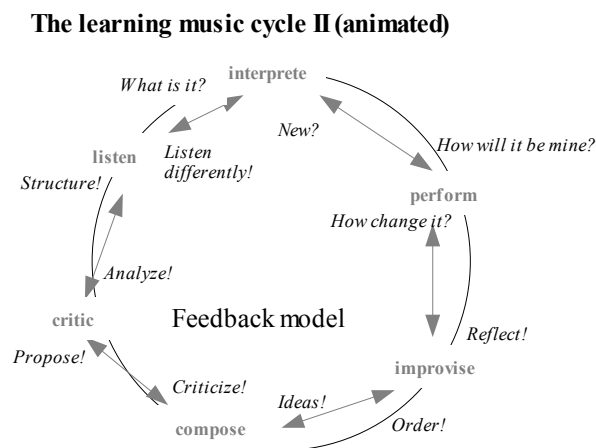 The learning music cycle II (animated)
interprete
What is it?
New?
How will it be mine?
listen
Listen
differently!
Structure!
perform
How change it?
Analyze!
critic
Feedback model
Reflect!
Propose!
improvise
Criticize!
Ideas!
Order!
compose